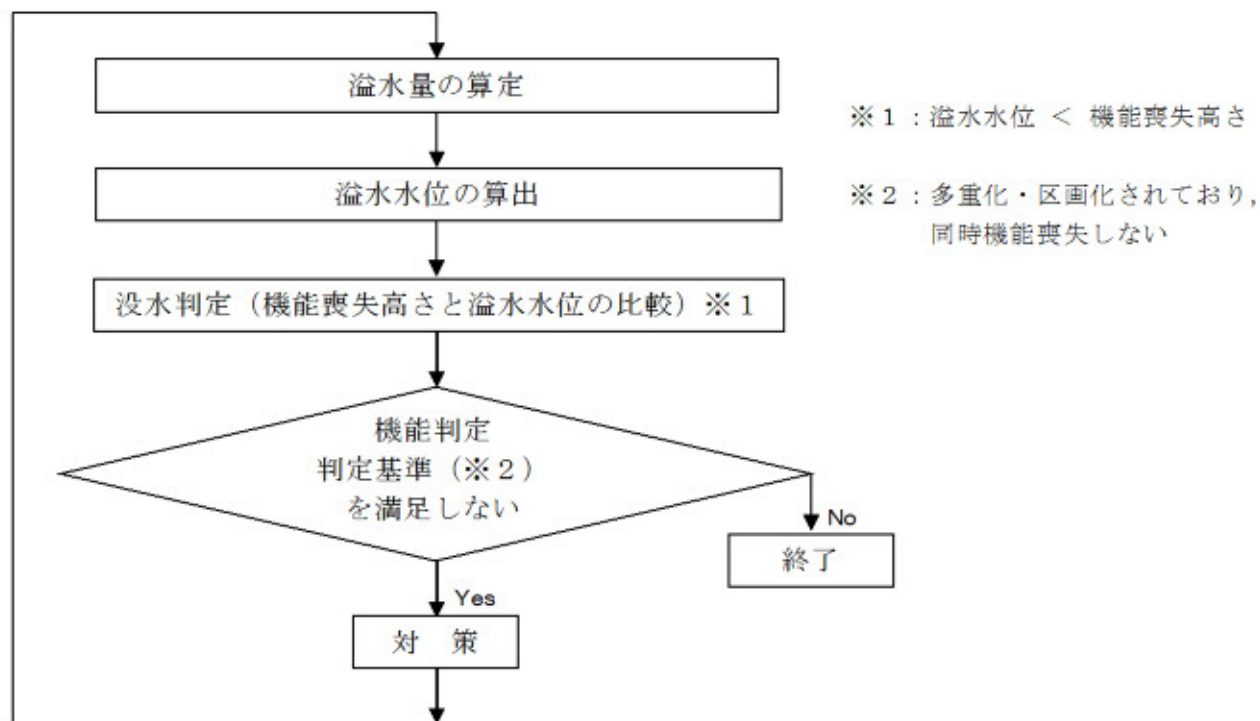 溢水量の算定
溢水水位の算出
没水判定（機能喪失高さと溢水水位の比較）※１
機能判定
判定基準（※２）
を満足しない
No
終了
Yes
対　策
※１：溢水水位 ＜ 機能喪失高さ
※２：多重化・区画化されており，
同時機能喪失しない